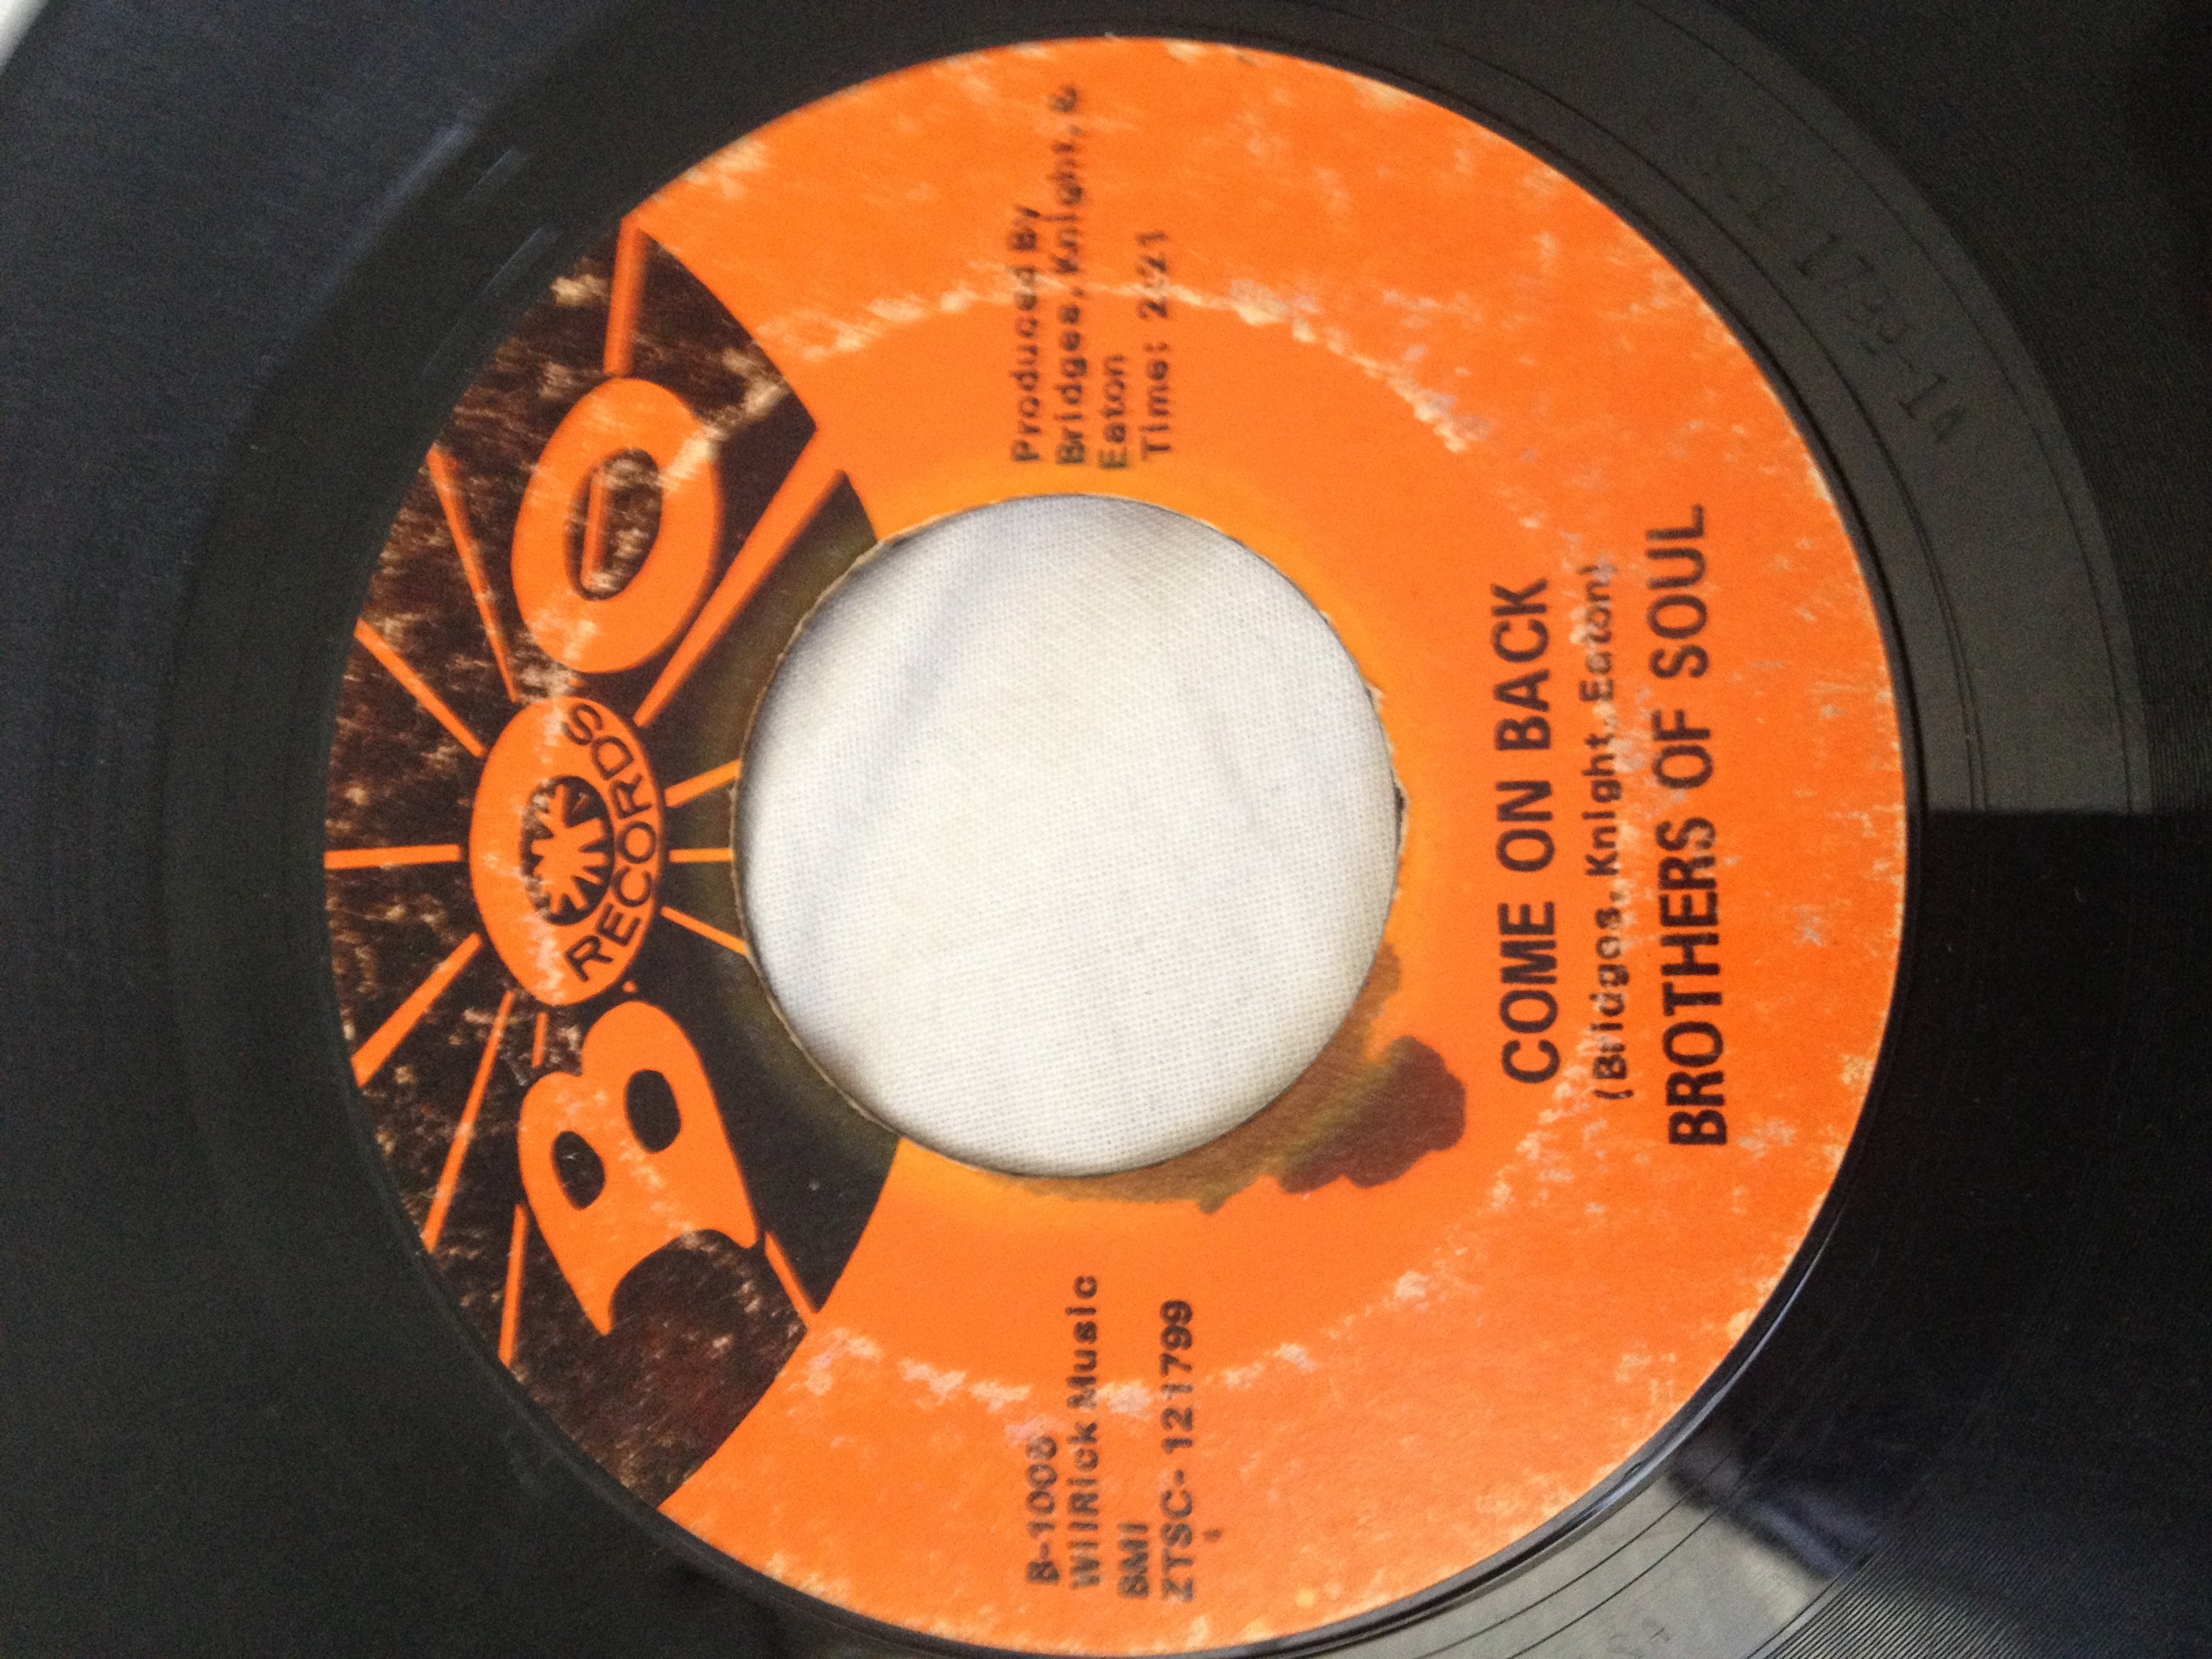 BOO
RECORDS
B-1006
WilRick Music
BMI
ZTSC-121799
Produced By
Bridges, Knight, &
Eaton
Time: 2:21
COME ON BACK
(Bridges, Knight, Eaton)
BROTHERS OF SOUL